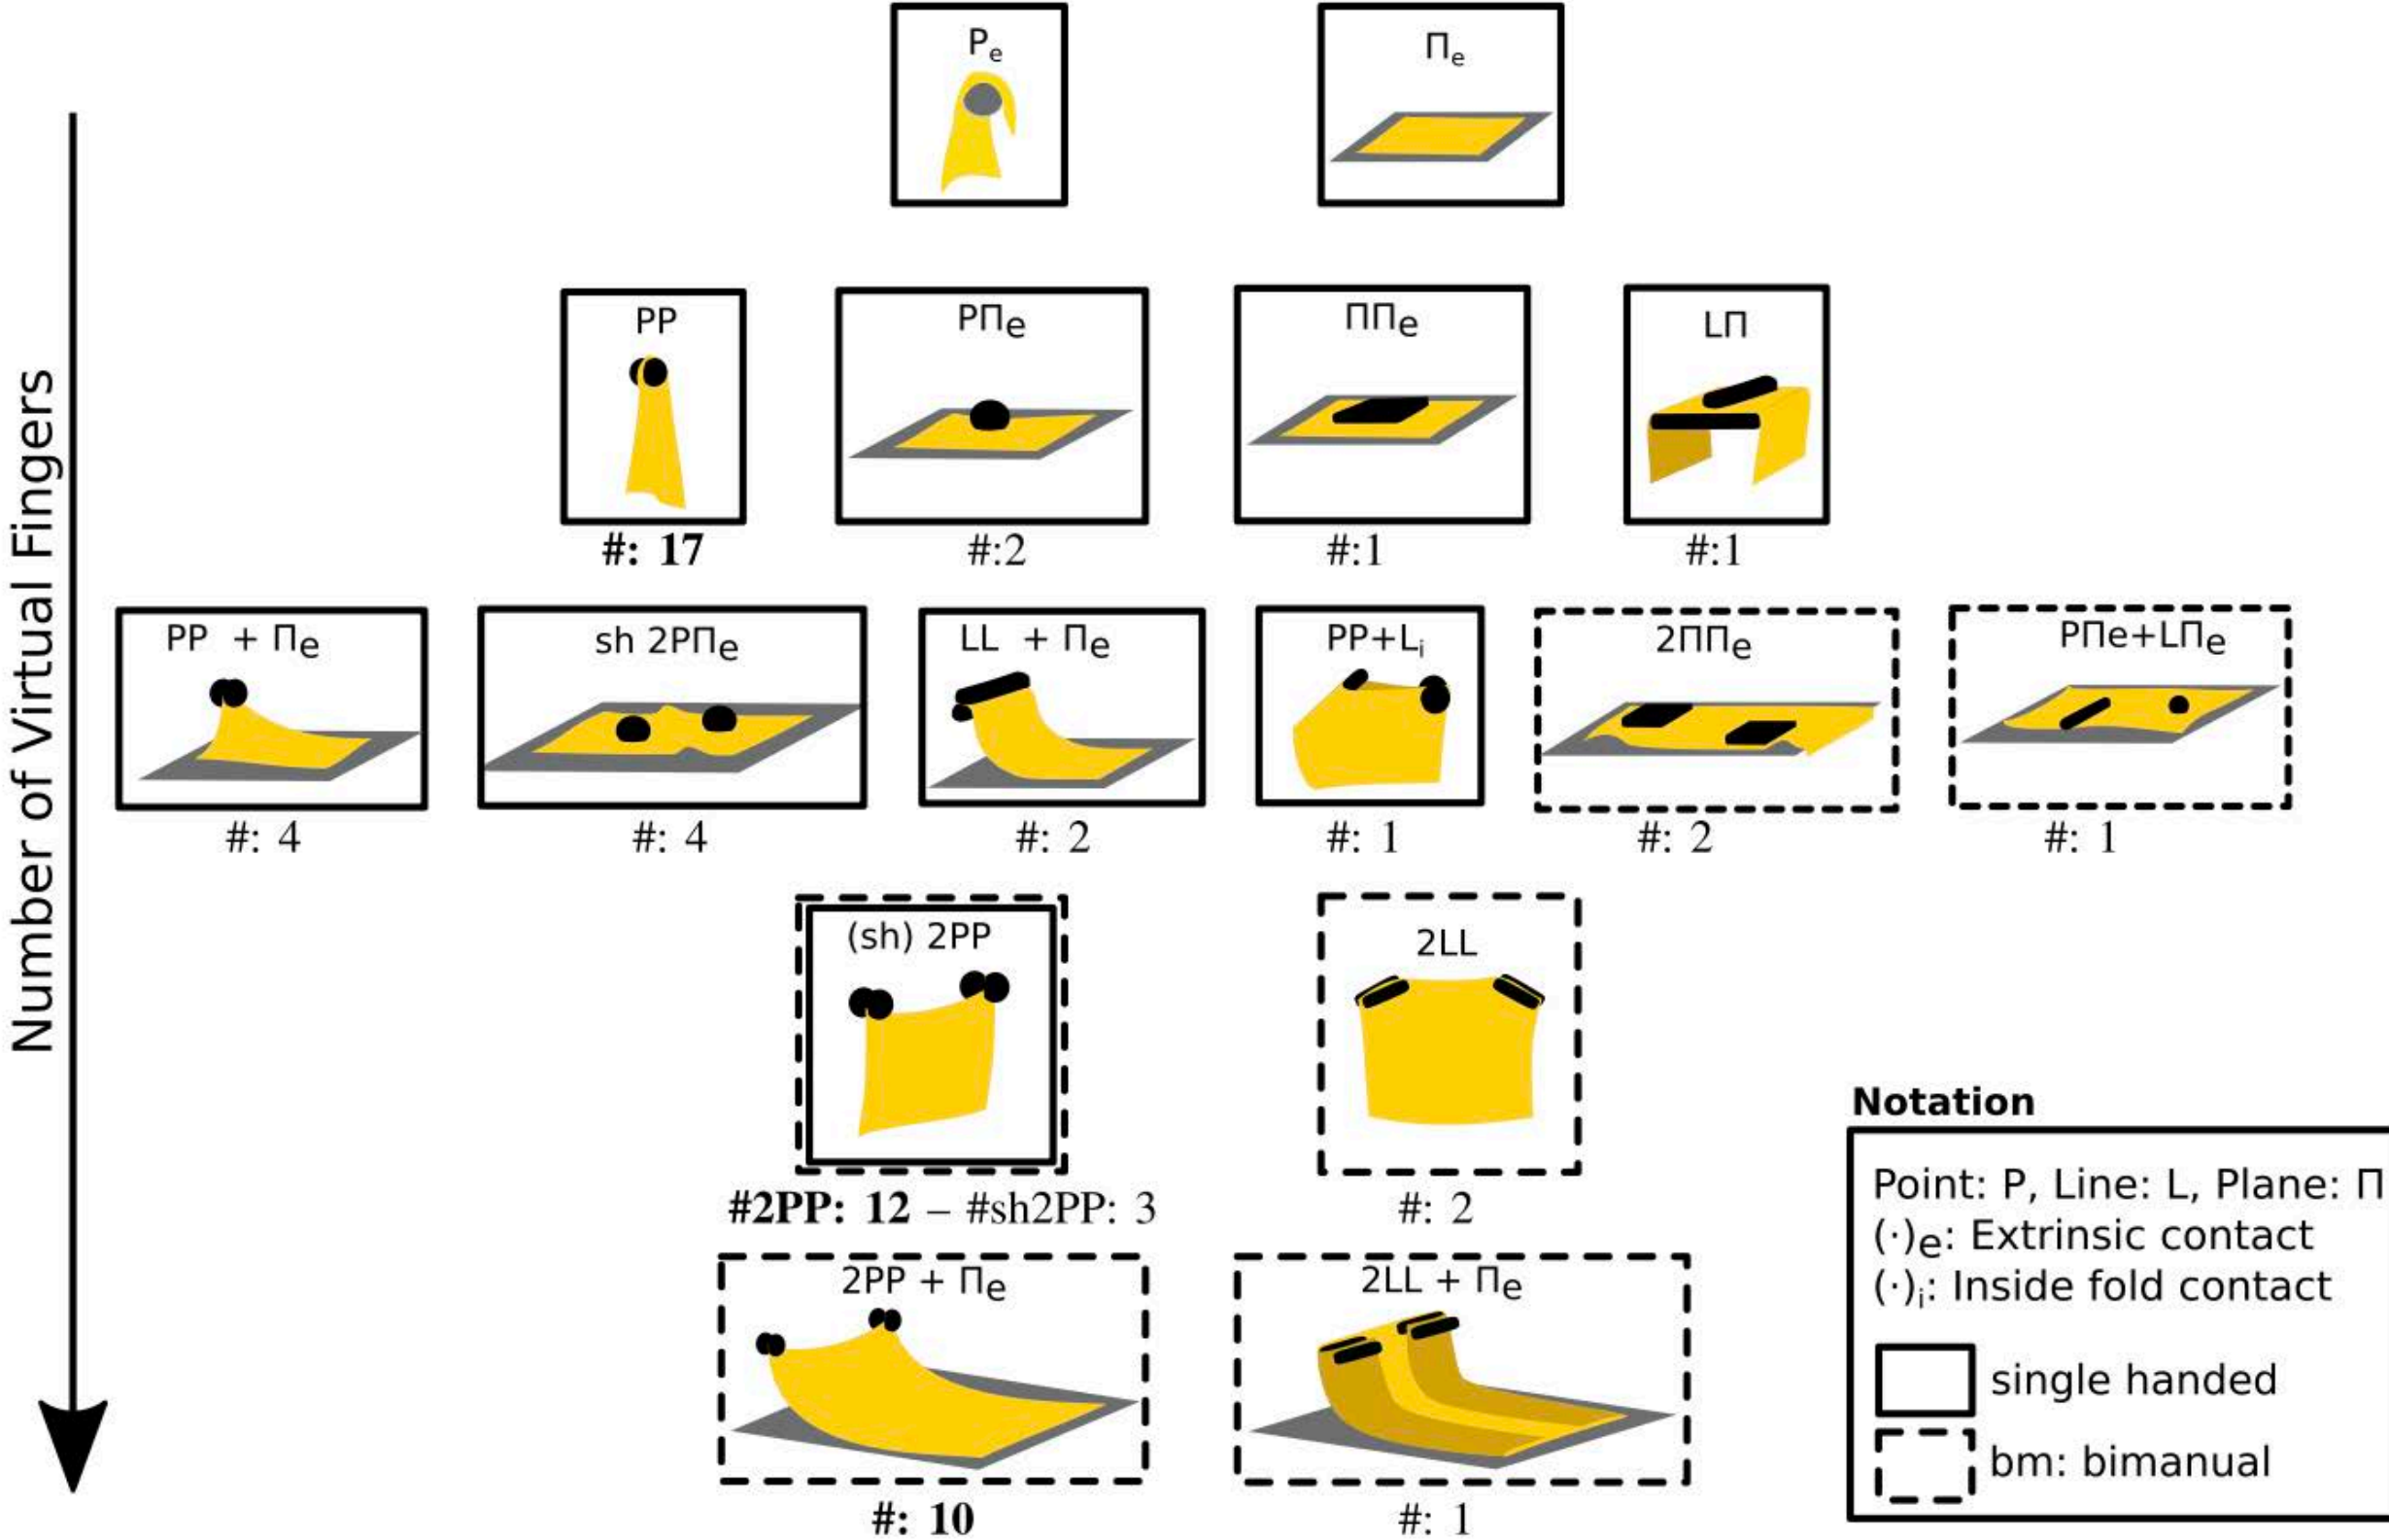 Number of Virtual Fingers
Pe
Πe
PP
PΠe
ΠΠe
LΠ
#: 17
#:2
#:1
#:1
PP + Πe
sh 2PΠe
LL + Πe
PP+Li
2ΠΠe
PΠe+LΠe
#: 4
#: 4
#: 2
#: 1
#: 2
#: 1
(sh) 2PP
2LL
#2PP: 12 – #sh2PP: 3
#: 2
2PP + Πe
2LL + Πe
#: 10
#: 1
Notation
Point: P, Line: L, Plane: Π
(·)e: Extrinsic contact
(·)i: Inside fold contact
single handed
bm: bimanual